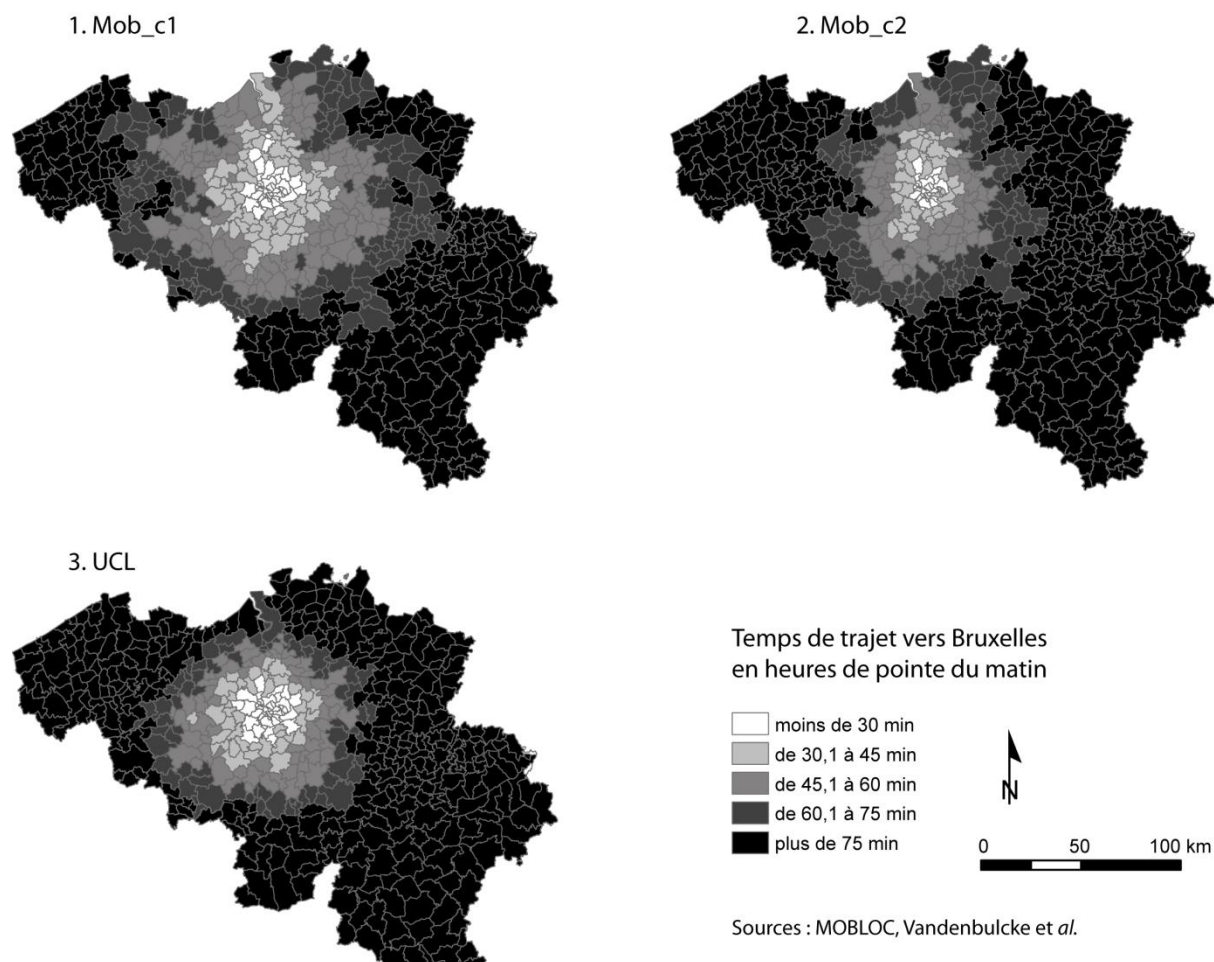 1. Mob_c1
2. Mob_c2
3. UCL
Temps de trajet vers Bruxelles
en heures de pointe du matin
moins de 30 min
de 30,1 à 45 min
de 45,1 à 60 min
de 60,1 à 75 min
plus de 75 min
N
0 50 100 km
Sources : MOBLOC, Vandenbulcke et al.